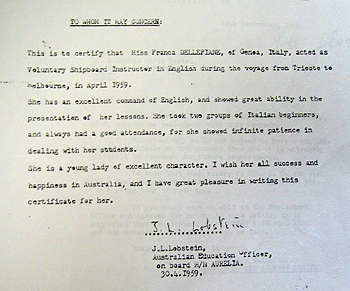 TO WHOM IT MAY CONCERN:
This is to certify that Miss Franca DELLEPIANE, of Genoa, Italy, acted as
Voluntary Shipboard Instructor in English during the voyage from Trieste to
Melbourne, in April 1959.
She has an excellent command of English, and showed great ability in the
presentation of her lessons. She took two groups of Italian beginners,
and always had a good attendance, for she showed infinite patience in
dealing with her students.
She is a young lady of excellent character. I wish her all success and
happiness in Australia, and I have great pleasure in writing this
certificate for her.
J. L. Lobstein
J.L.Lobstein,
Australian Education Officer,
on board M/N AURELIA.
30.4.1959.